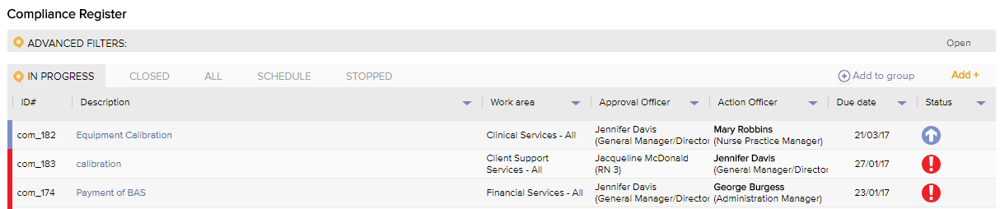 Compliance Register
ADVANCED FILTERS: Open
IN PROGRESS CLOSED ALL SCHEDULE STOPPED Add to group Add +
ID# Description Work area Approval Officer Action Officer Due date Status
com_182 Equipment Calibration Clinical Services - All Jennifer Davis (General Manager/Director Mary Robbins (Nurse Practice Manager) 21/03/17
com_183 calibration Client Support Services - All Jacqueline McDonald (RN 3) Jennifer Davis (General Manager/Director 27/01/17
com_174 Payment of BAS Financial Services - All Jennifer Davis (General Manager/Director George Burgess (Administration Manager) 23/01/17